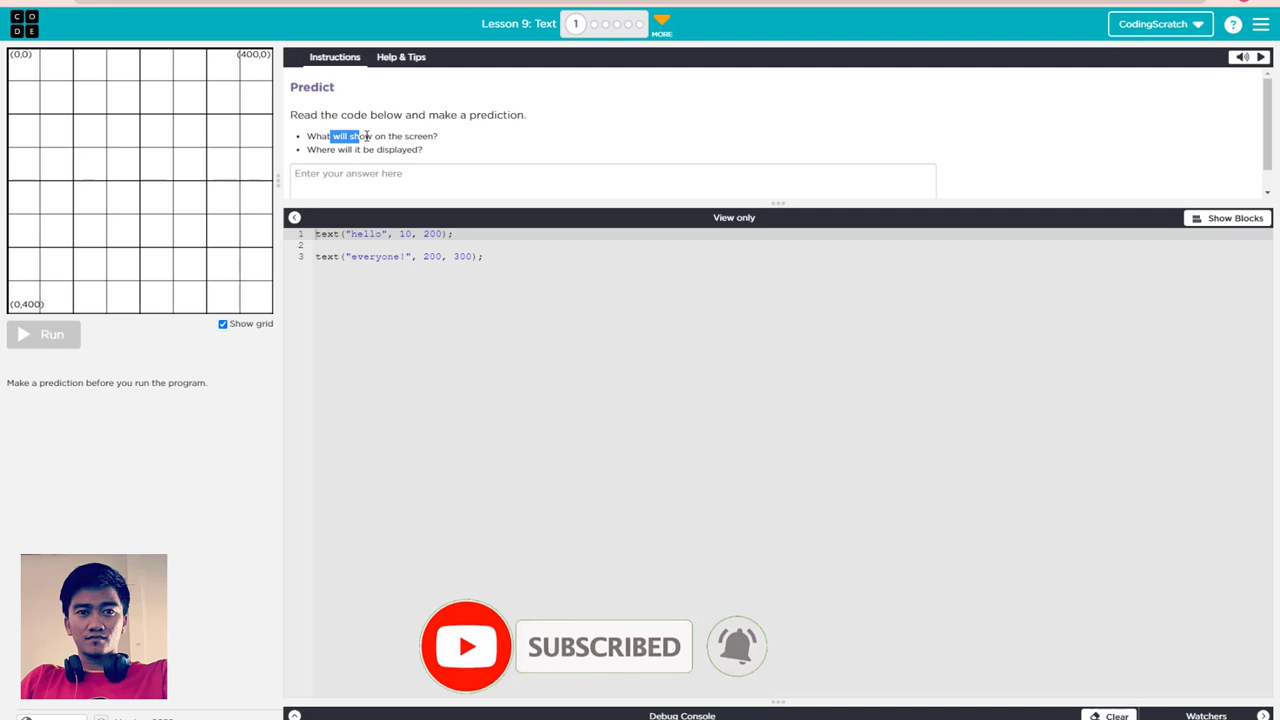 CODE
Lesson 9: Text
1
MORE
CodingScratch
?
(0,0)
(400,0)
(0,400)
Run
Show grid
Make a prediction before you run the program.
Instructions
Help & Tips
Predict
Read the code below and make a prediction.
What will show on the screen?
Where will it be displayed?
Enter your answer here
View only
Show Blocks
1 text("hello", 10, 200);
2
3 text("everyone!", 200, 300);
SUBSCRIBED
Debug Console
Clear
Watchers